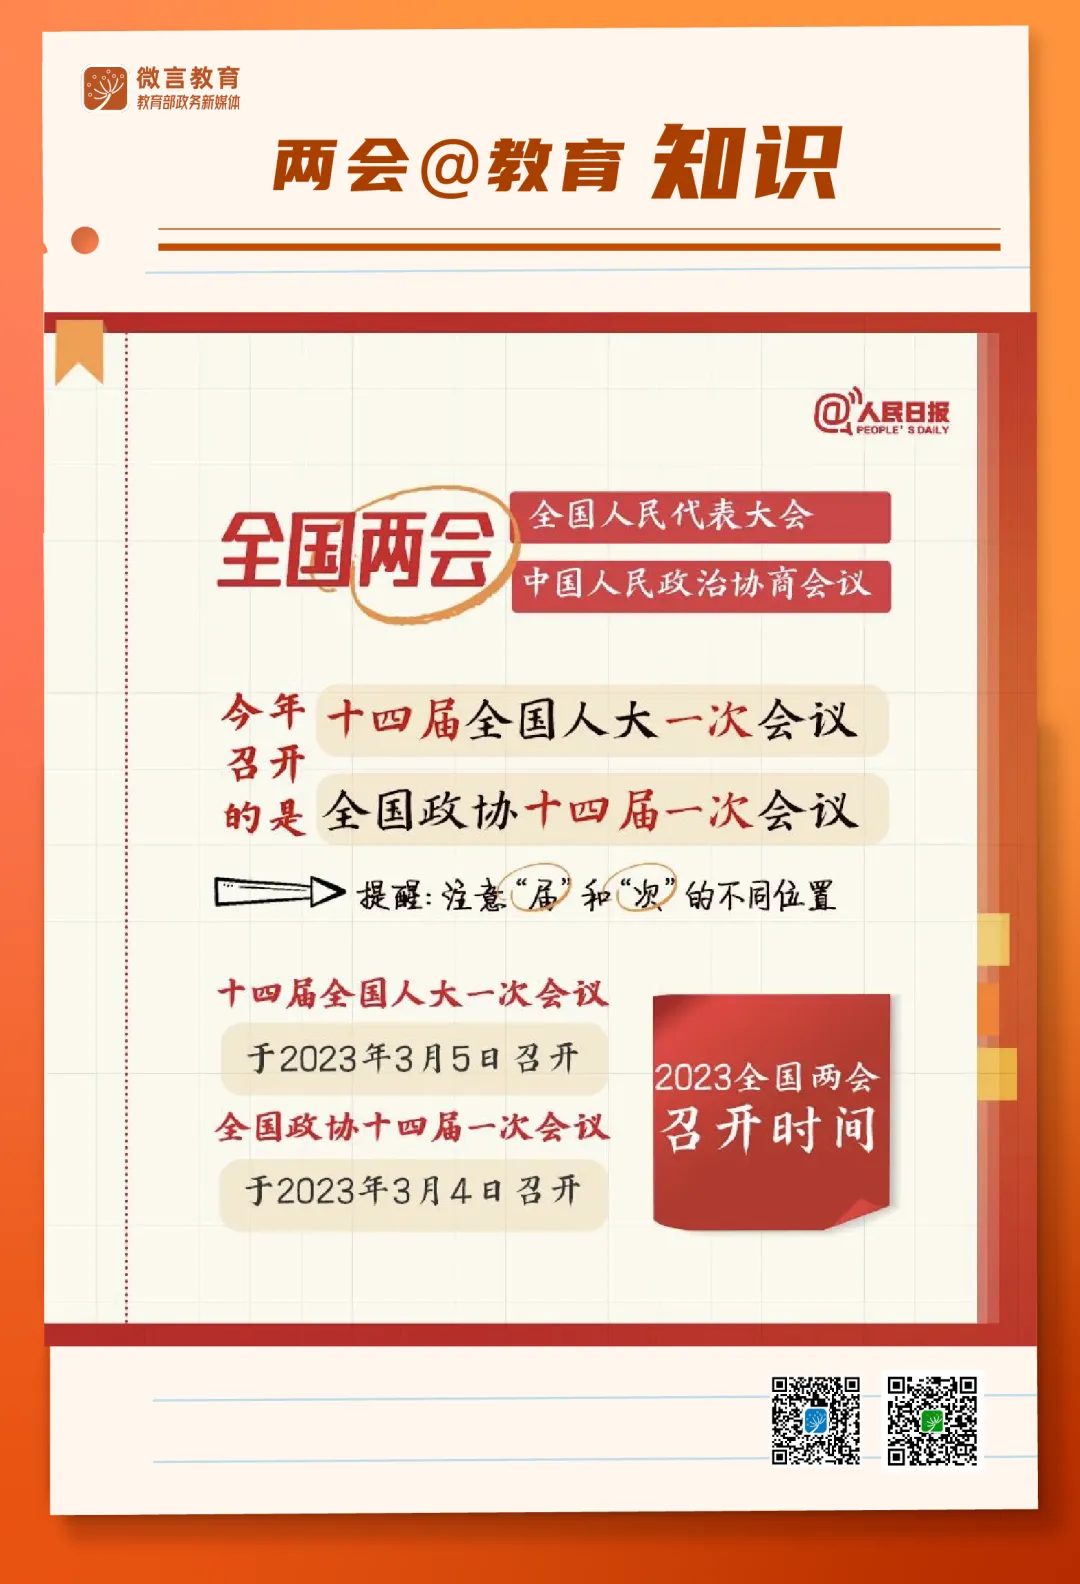 微言教育
教育部政务新媒体
两会@教育 知识
@人民日报
PEOPLE'S DAILY
全国两会
全国人民代表大会
中国人民政治协商会议
今年
召开
的是
十四届全国人大一次会议
全国政协十四届一次会议
提醒:注意“届”和“次”的不同位置
十四届全国人大一次会议
于2023年3月5日召开
全国政协十四届一次会议
于2023年3月4日召开
2023全国两会
召开时间